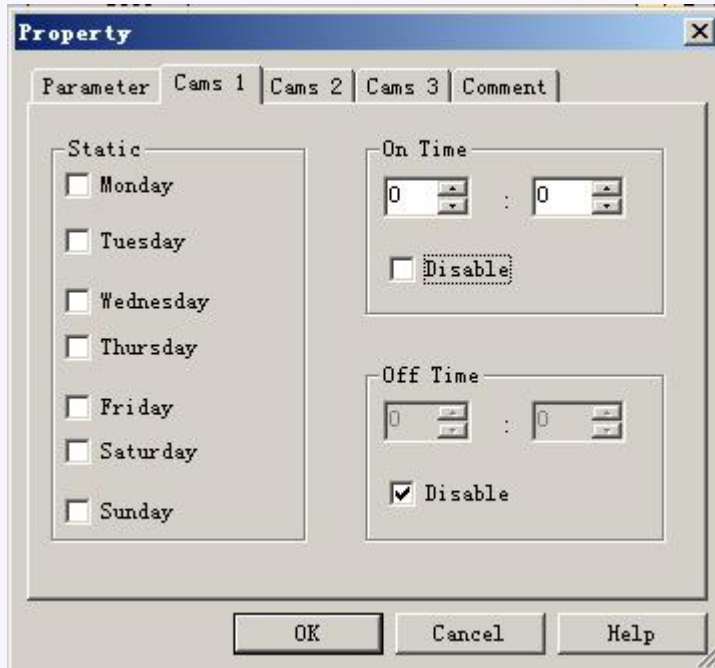 Property
Parameter Cams 1 Cams 2 Cams 3 Comment
Static
Monday
Tuesday
Wednesday
Thursday
Friday
Saturday
Sunday
On Time
0 : 0
Disable
Off Time
0 : 0
Disable
OK Cancel Help